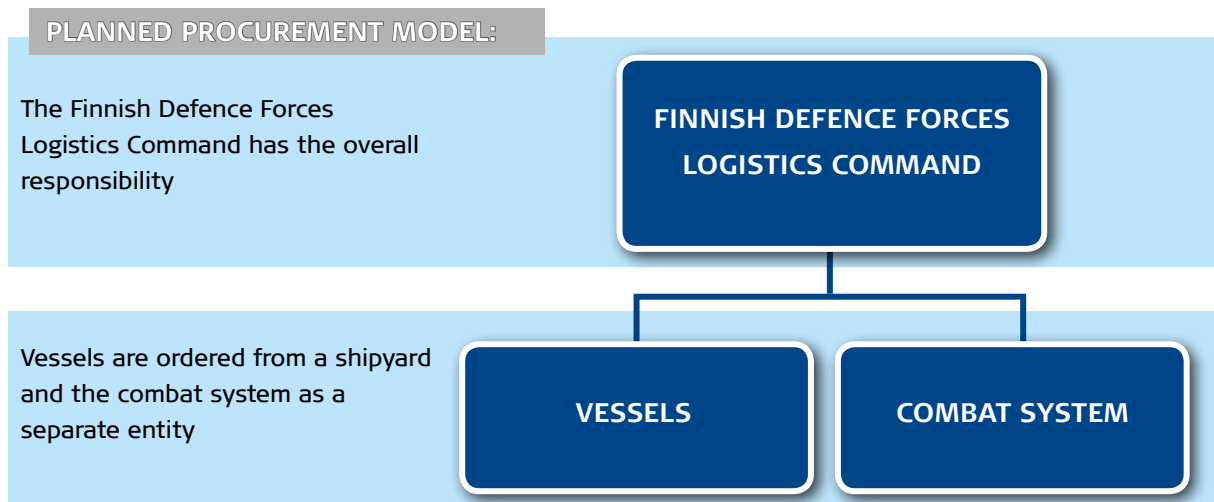 PLANNED PROCUREMENT MODEL:
The Finnish Defence Forces
Logistics Command has the overall
responsibility
FINNISH DEFENCE FORCES
LOGISTICS COMMAND
Vessels are ordered from a shipyard
and the combat system as a
separate entity
VESSELS
COMBAT SYSTEM